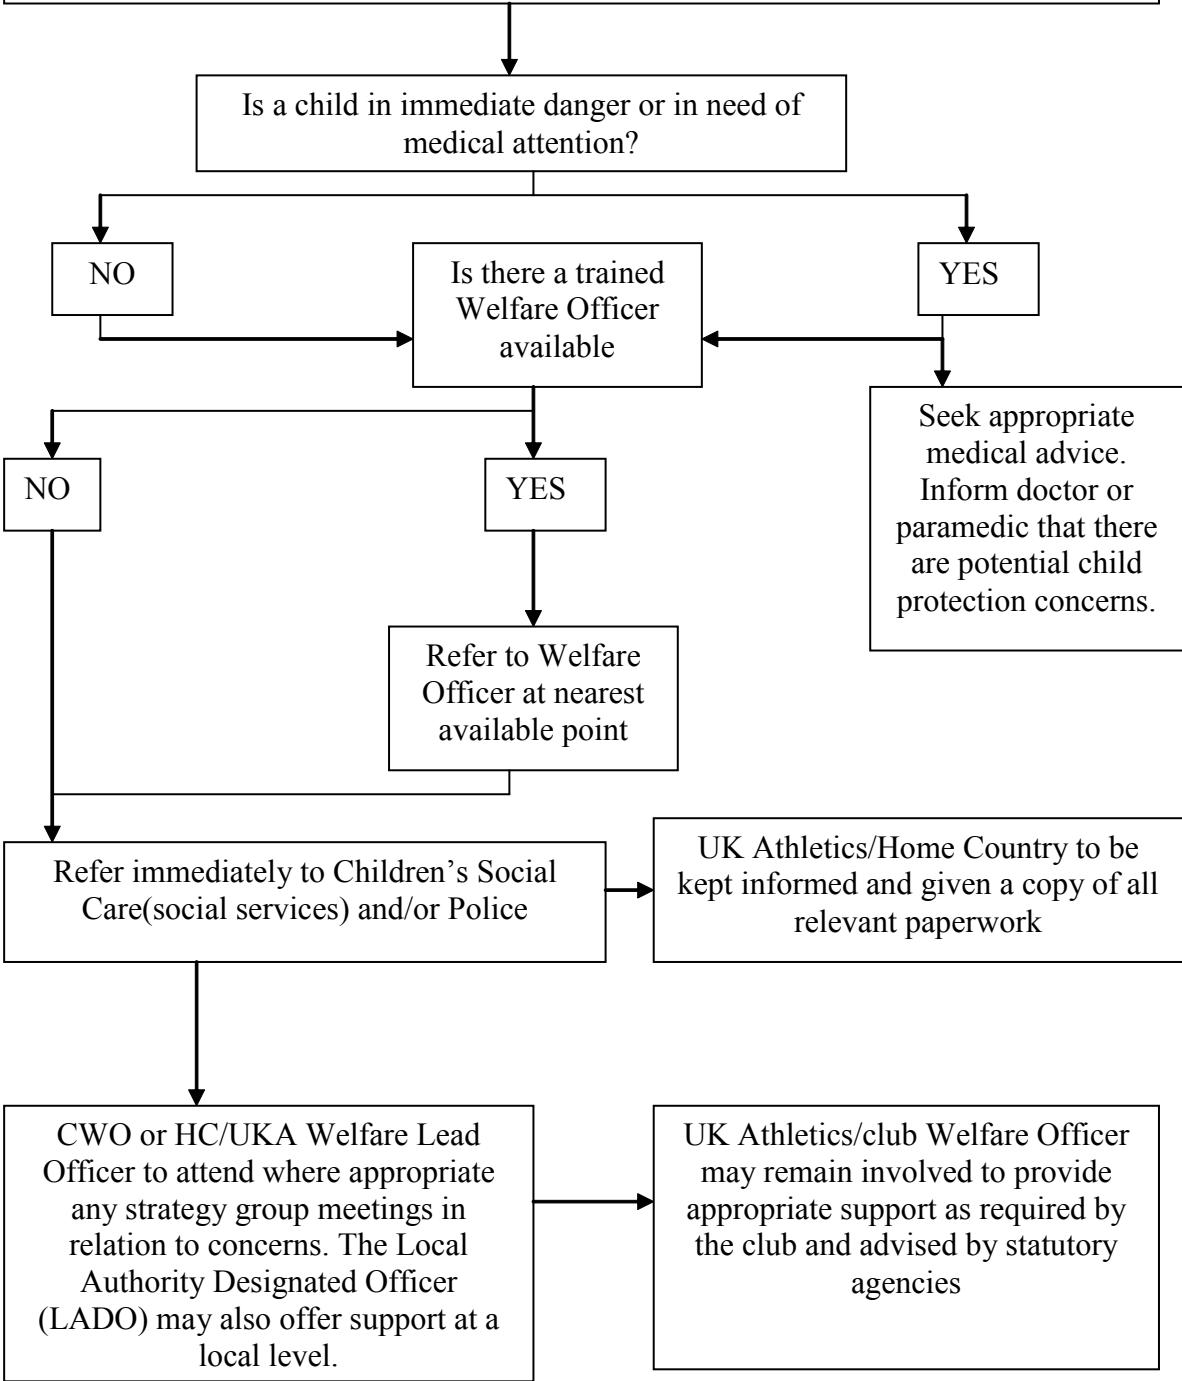 Is a child in immediate danger or in need of
medical attention?
NO
Is there a trained
Welfare Officer
available
YES
Seek appropriate
medical advice.
Inform doctor or
paramedic that there
are potential child
protection concerns.
NO
YES
Refer to Welfare
Officer at nearest
available point
Refer immediately to Children’s Social
Care(social services) and/or Police
UK Athletics/Home Country to be
kept informed and given a copy of all
relevant paperwork
CWO or HC/UKA Welfare Lead
Officer to attend where appropriate
any strategy group meetings in
relation to concerns. The Local
Authority Designated Officer
(LADO) may also offer support at a
local level.
UK Athletics/club Welfare Officer
may remain involved to provide
appropriate support as required by
the club and advised by statutory
agencies